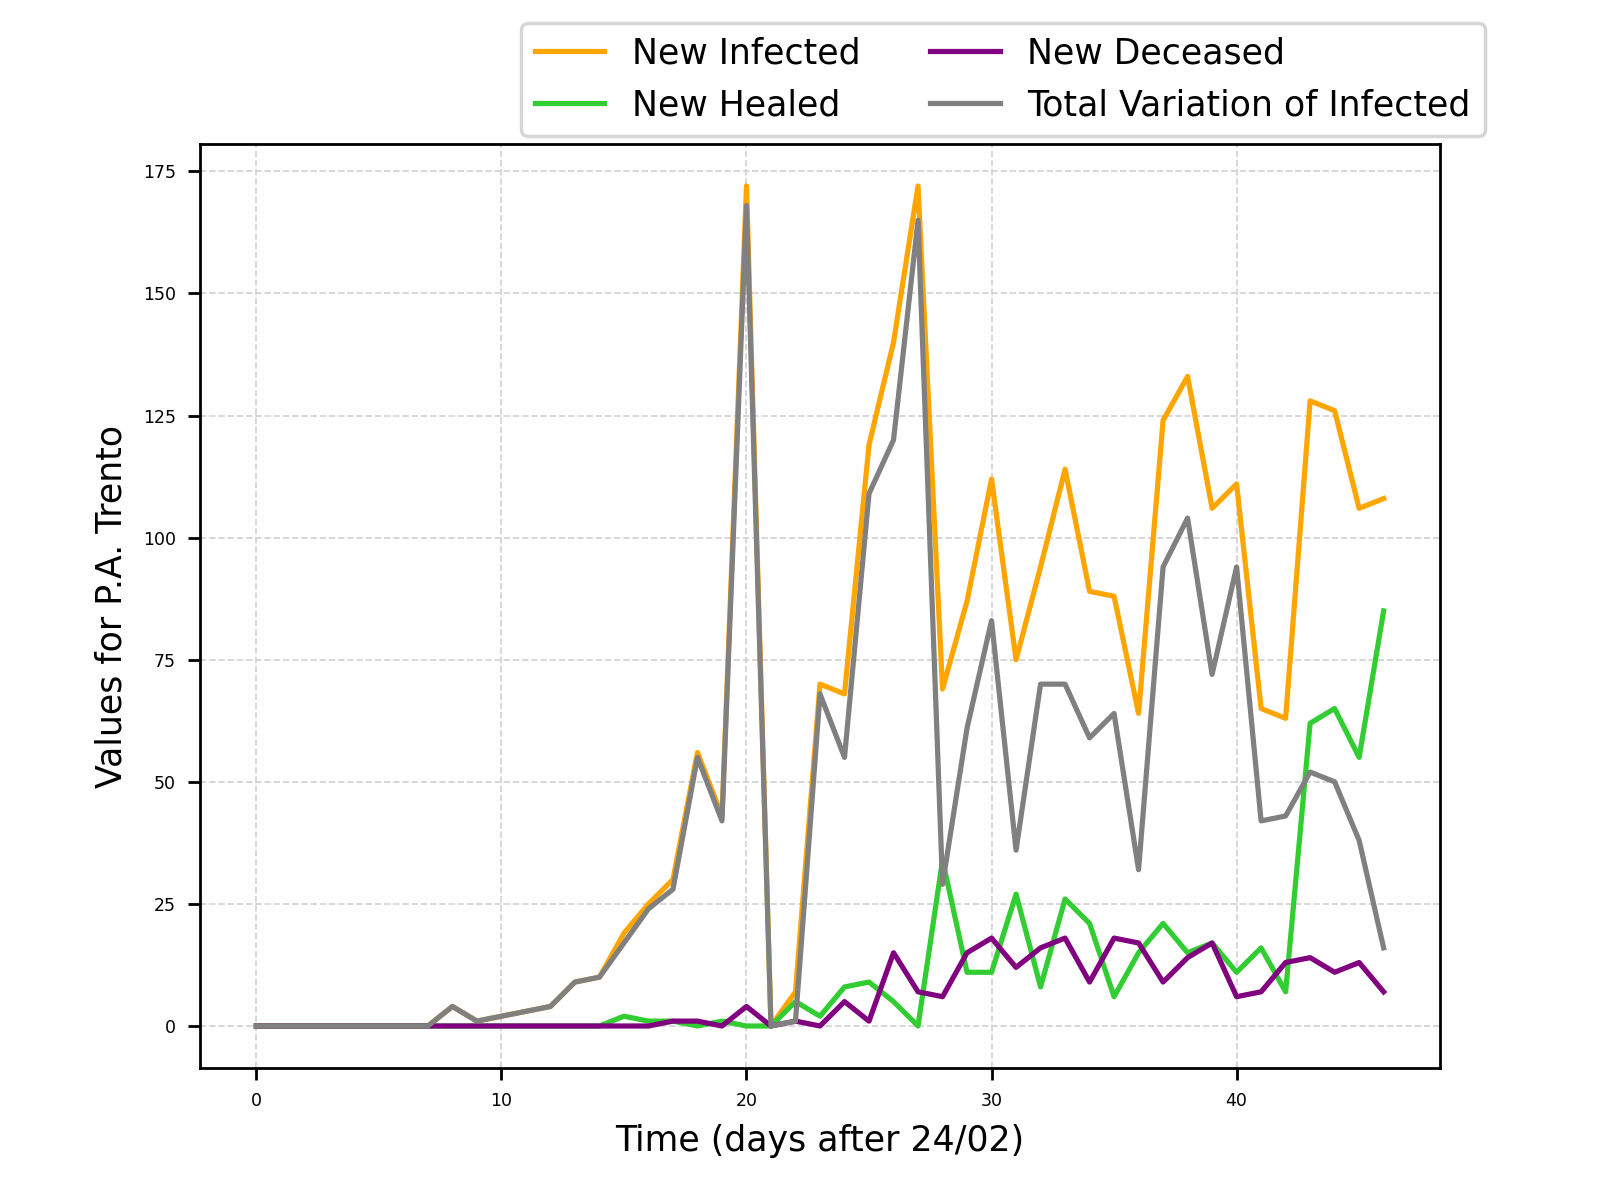 New Infected
New Healed
New Deceased
Total Variation of Infected
175
150
125
100
75
50
25
0
Values for P.A. Trento
0 10 20 30 40
Time (days after 24/02)